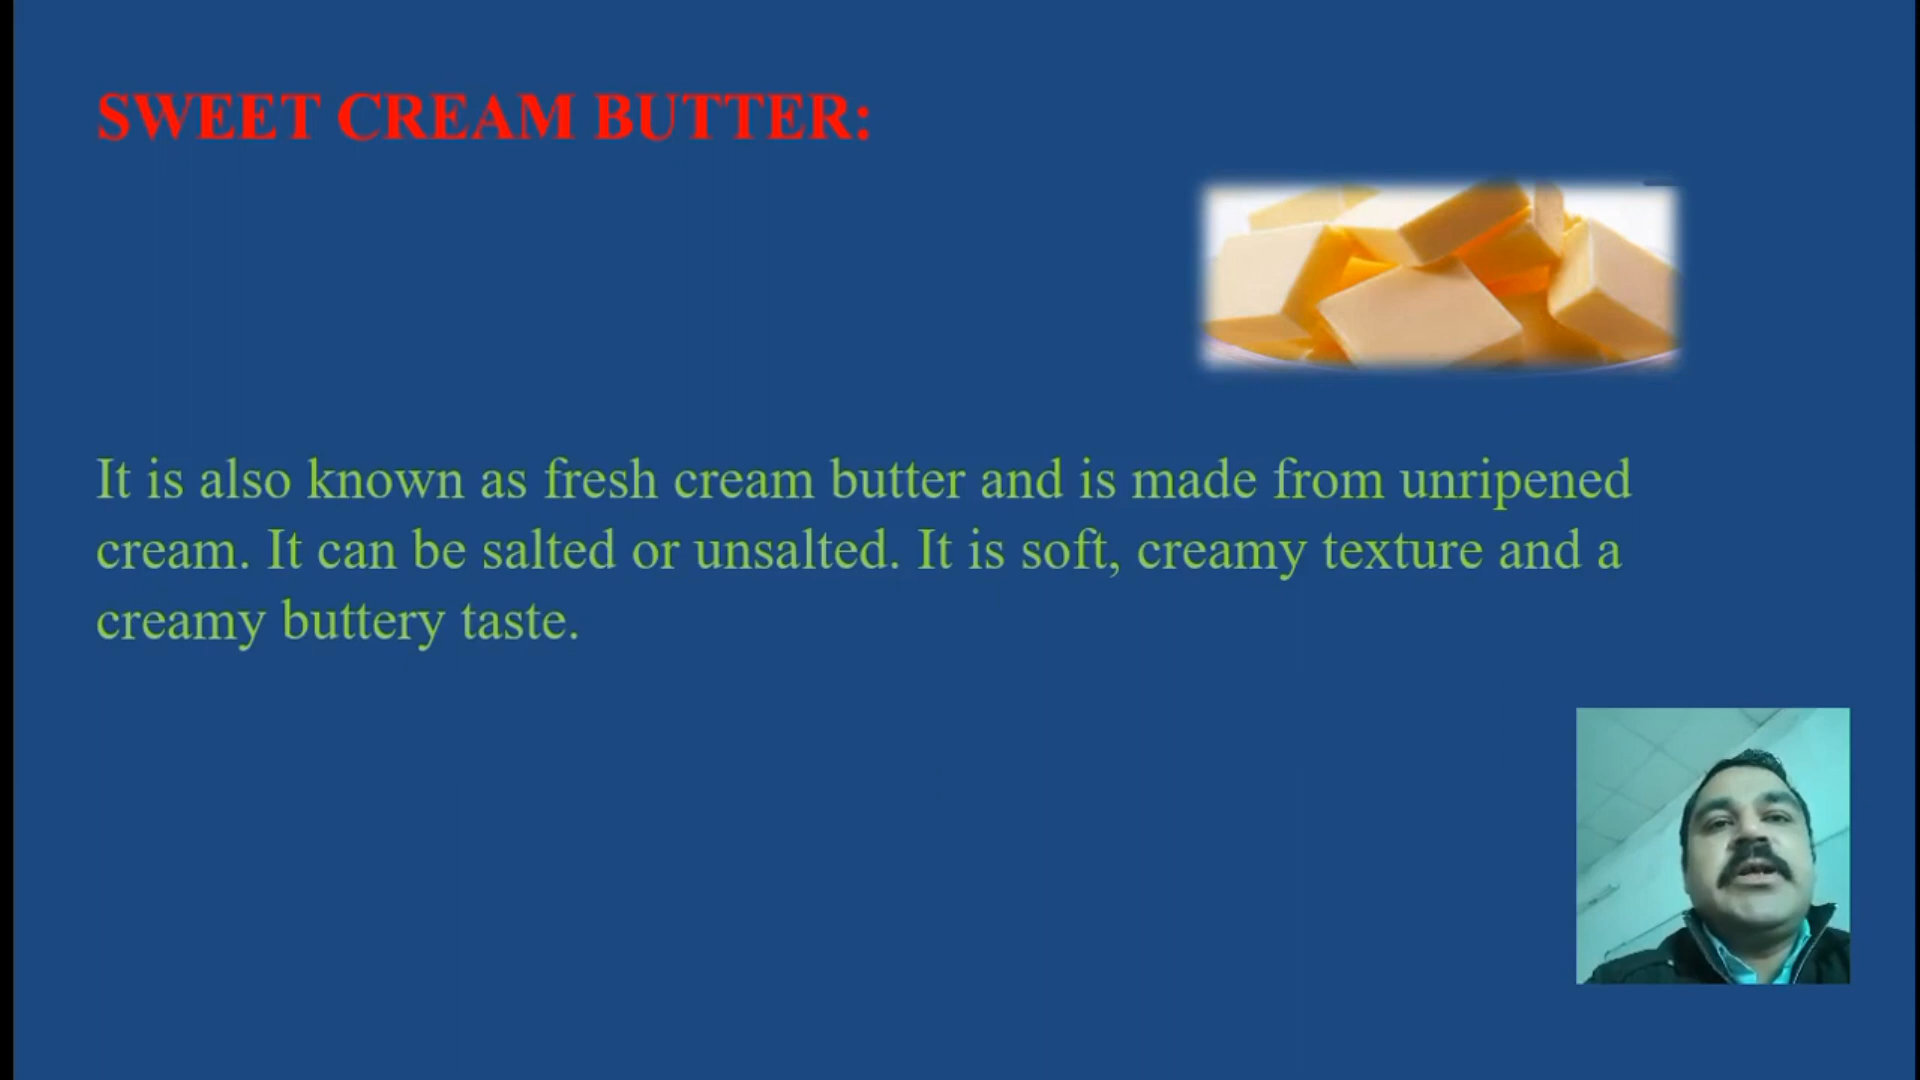 SWEET CREAM BUTTER:
It is also known as fresh cream butter and is made from unripened
cream. It can be salted or unsalted. It is soft, creamy texture and a
creamy buttery taste.